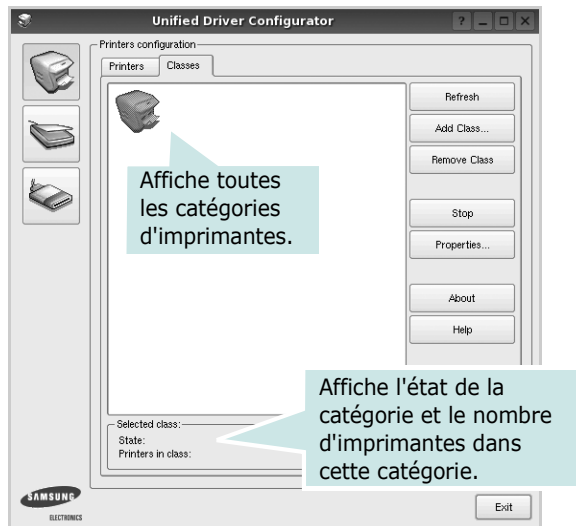 Unified Driver Configurator
Printers configuration
Printers Classes
Refresh
Add Class...
Remove Class
Stop
Properties...
About
Help
Affiche toutes
les catégories
d'imprimantes.
Selected class:
State:
Printers in class:
Affiche l'état de la
catégorie et le nombre
d'imprimantes dans
cette catégorie.
SAMSUNG
ELECTRONICS
Exit